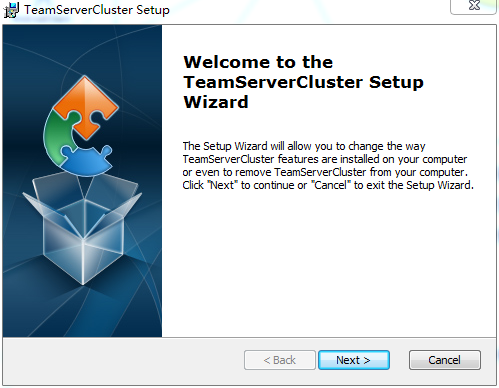 TeamServerCluster Setup
Welcome to the
TeamServerCluster Setup
Wizard
The Setup Wizard will allow you to change the way
TeamServerCluster features are installed on your computer
or even to remove TeamServerCluster from your computer.
Click "Next" to continue or "Cancel" to exit the Setup Wizard.
< Back
Next >
Cancel